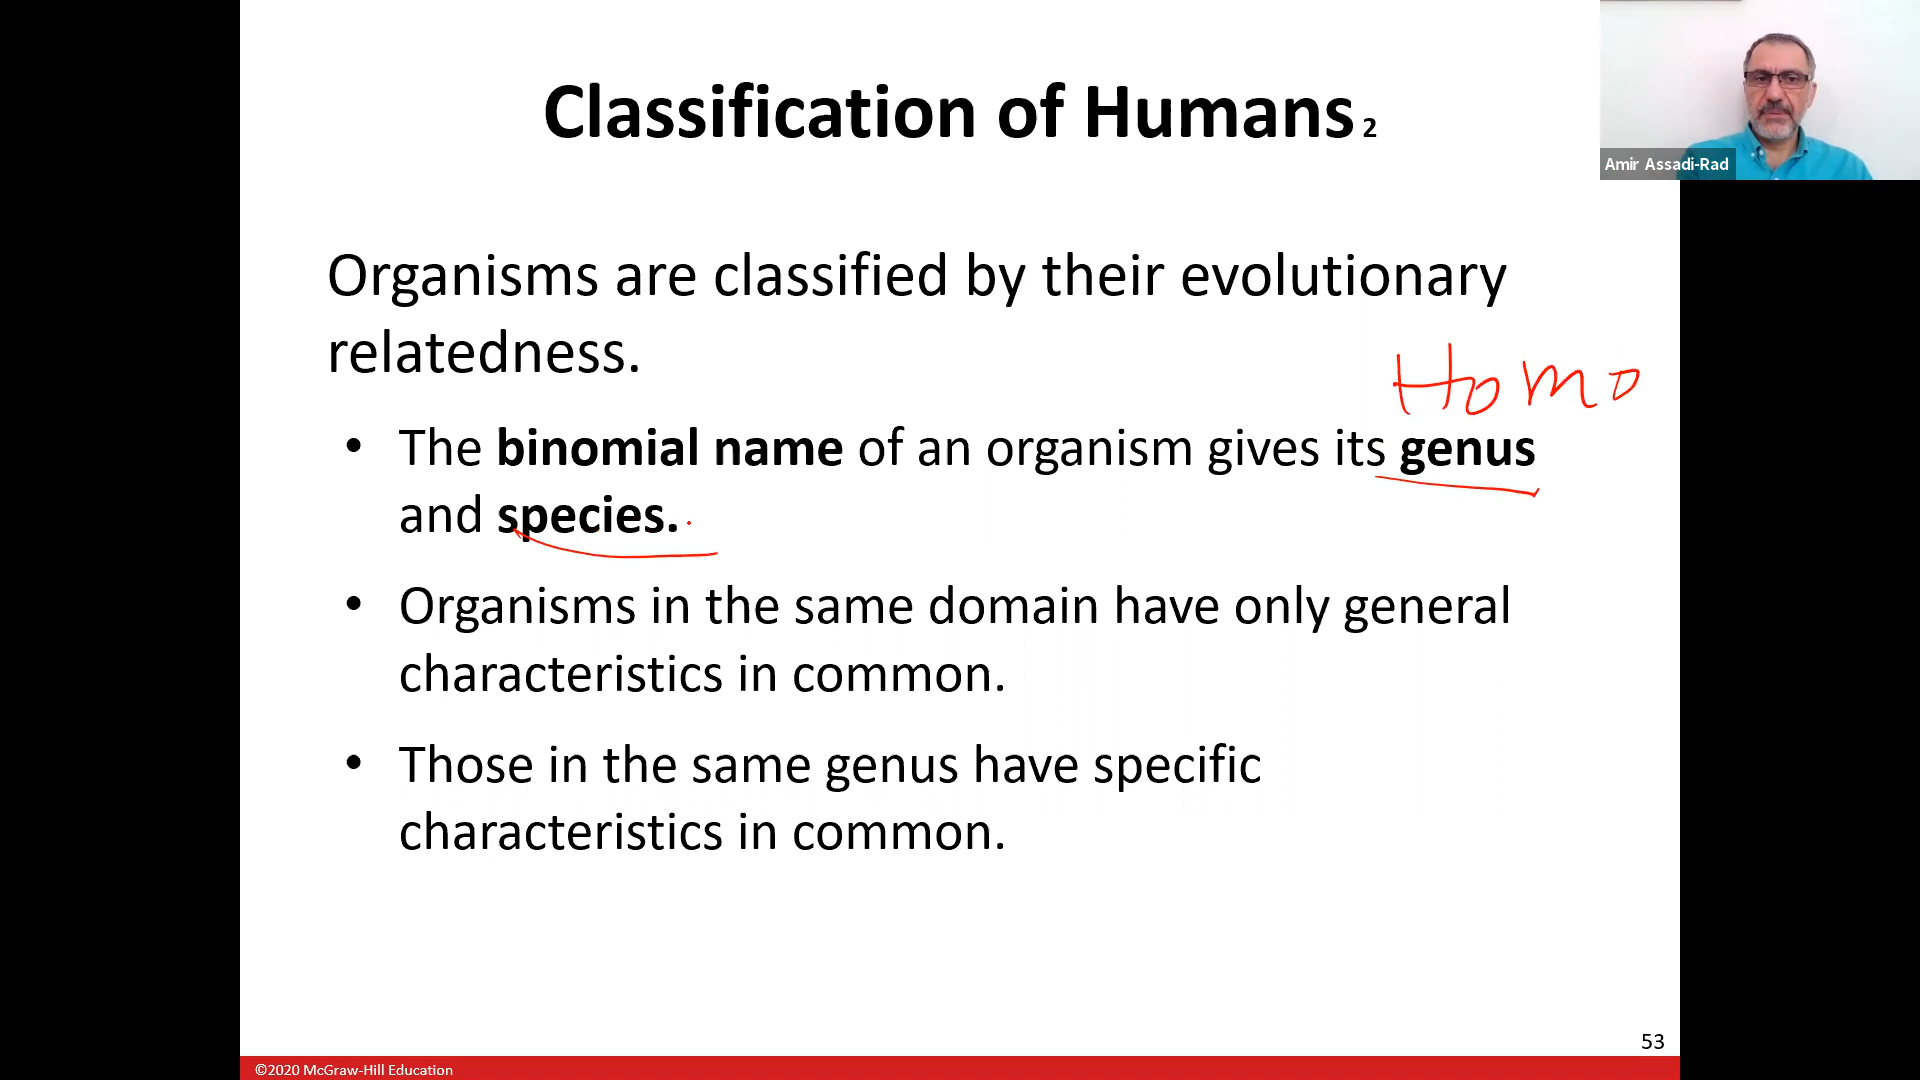 Classification of Humans 2
Amir Assadi-Rad
Organisms are classified by their evolutionary
relatedness.
Homo
• The binomial name of an organism gives its genus
and species.
• Organisms in the same domain have only general
characteristics in common.
• Those in the same genus have specific
characteristics in common.
53
©2020 McGraw-Hill Education